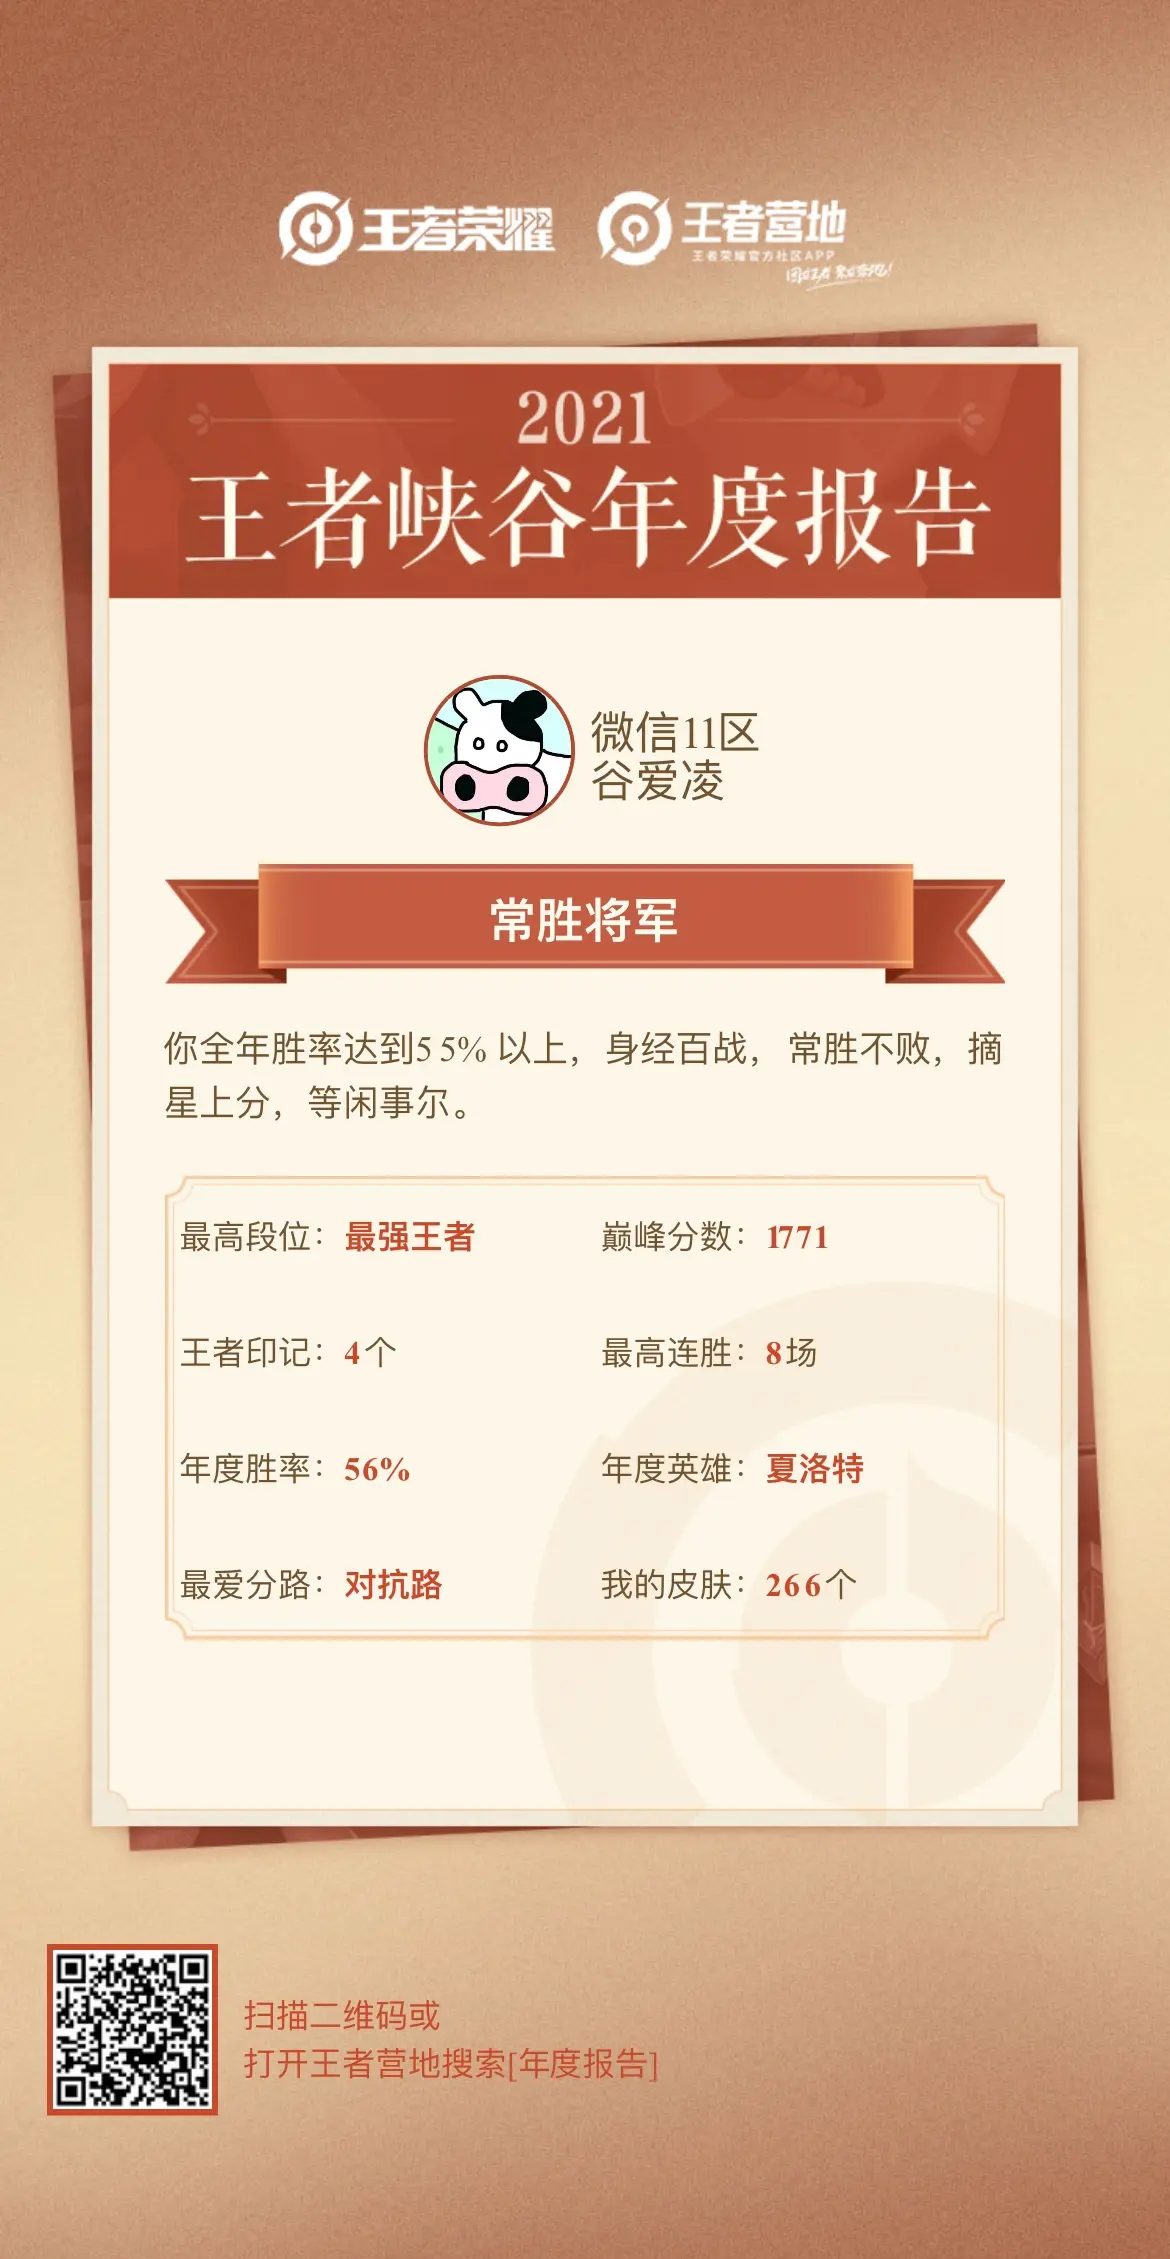 王者荣耀 王者营地
王者荣耀官方社区APP
2021
王者峡谷年度报告
微信11区
谷爱凌
常胜将军
你全年胜率达到55%以上，身经百战，常胜不败，摘
星上分，等闲事尔。
最高段位：最强王者 巅峰分数：1771
王者印记：4个 最高连胜：8场
年度胜率：56% 年度英雄：夏洛特
最爱分路：对抗路 我的皮肤：266个
扫描二维码或
打开王者营地搜索[年度报告]